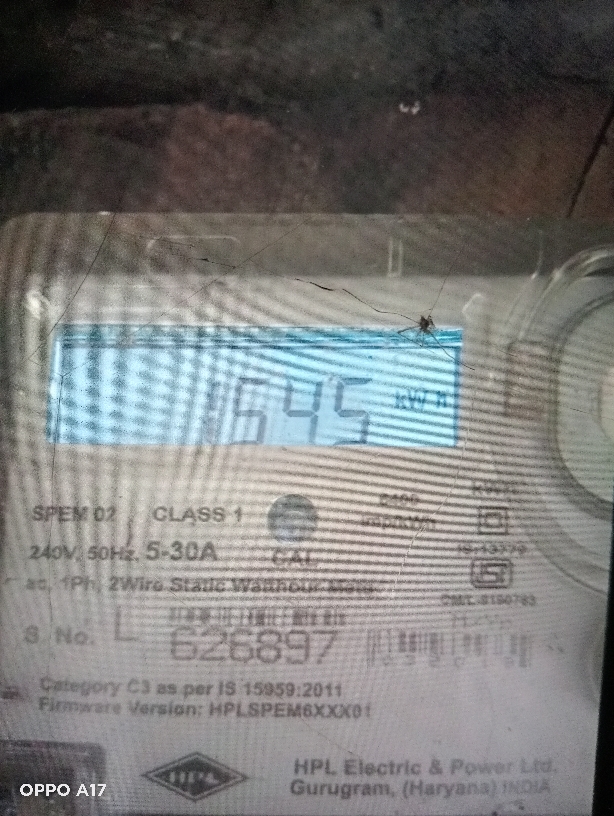 1545 kWh
SPEM 02 CLASS 1
240V, 50Hz, 5-30A
CAL
ac, 1Ph, 2Wire Static Watthour Meter
S. No. L 626897
Category C3 as per IS 15959:2011
Firmware Version: HPLSPEM6XXX01
HPL
HPL Electric & Power Ltd.
Gurugram, (Haryana) INDIA
OPPO A17